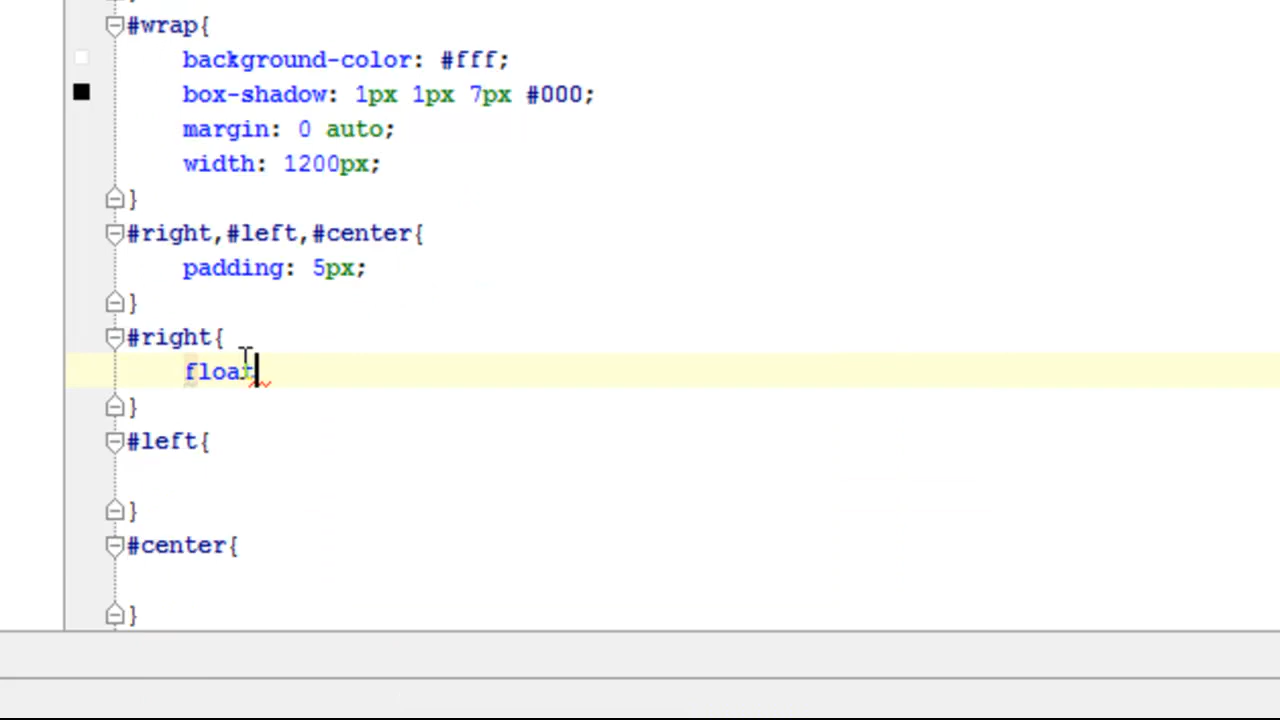 #wrap{
background-color: #fff;
box-shadow: 1px 1px 7px #000;
margin: 0 auto;
width: 1200px;
}
#right,#left,#center{
padding: 5px;
}
#right{
float
}
#left{
}
#center{
}